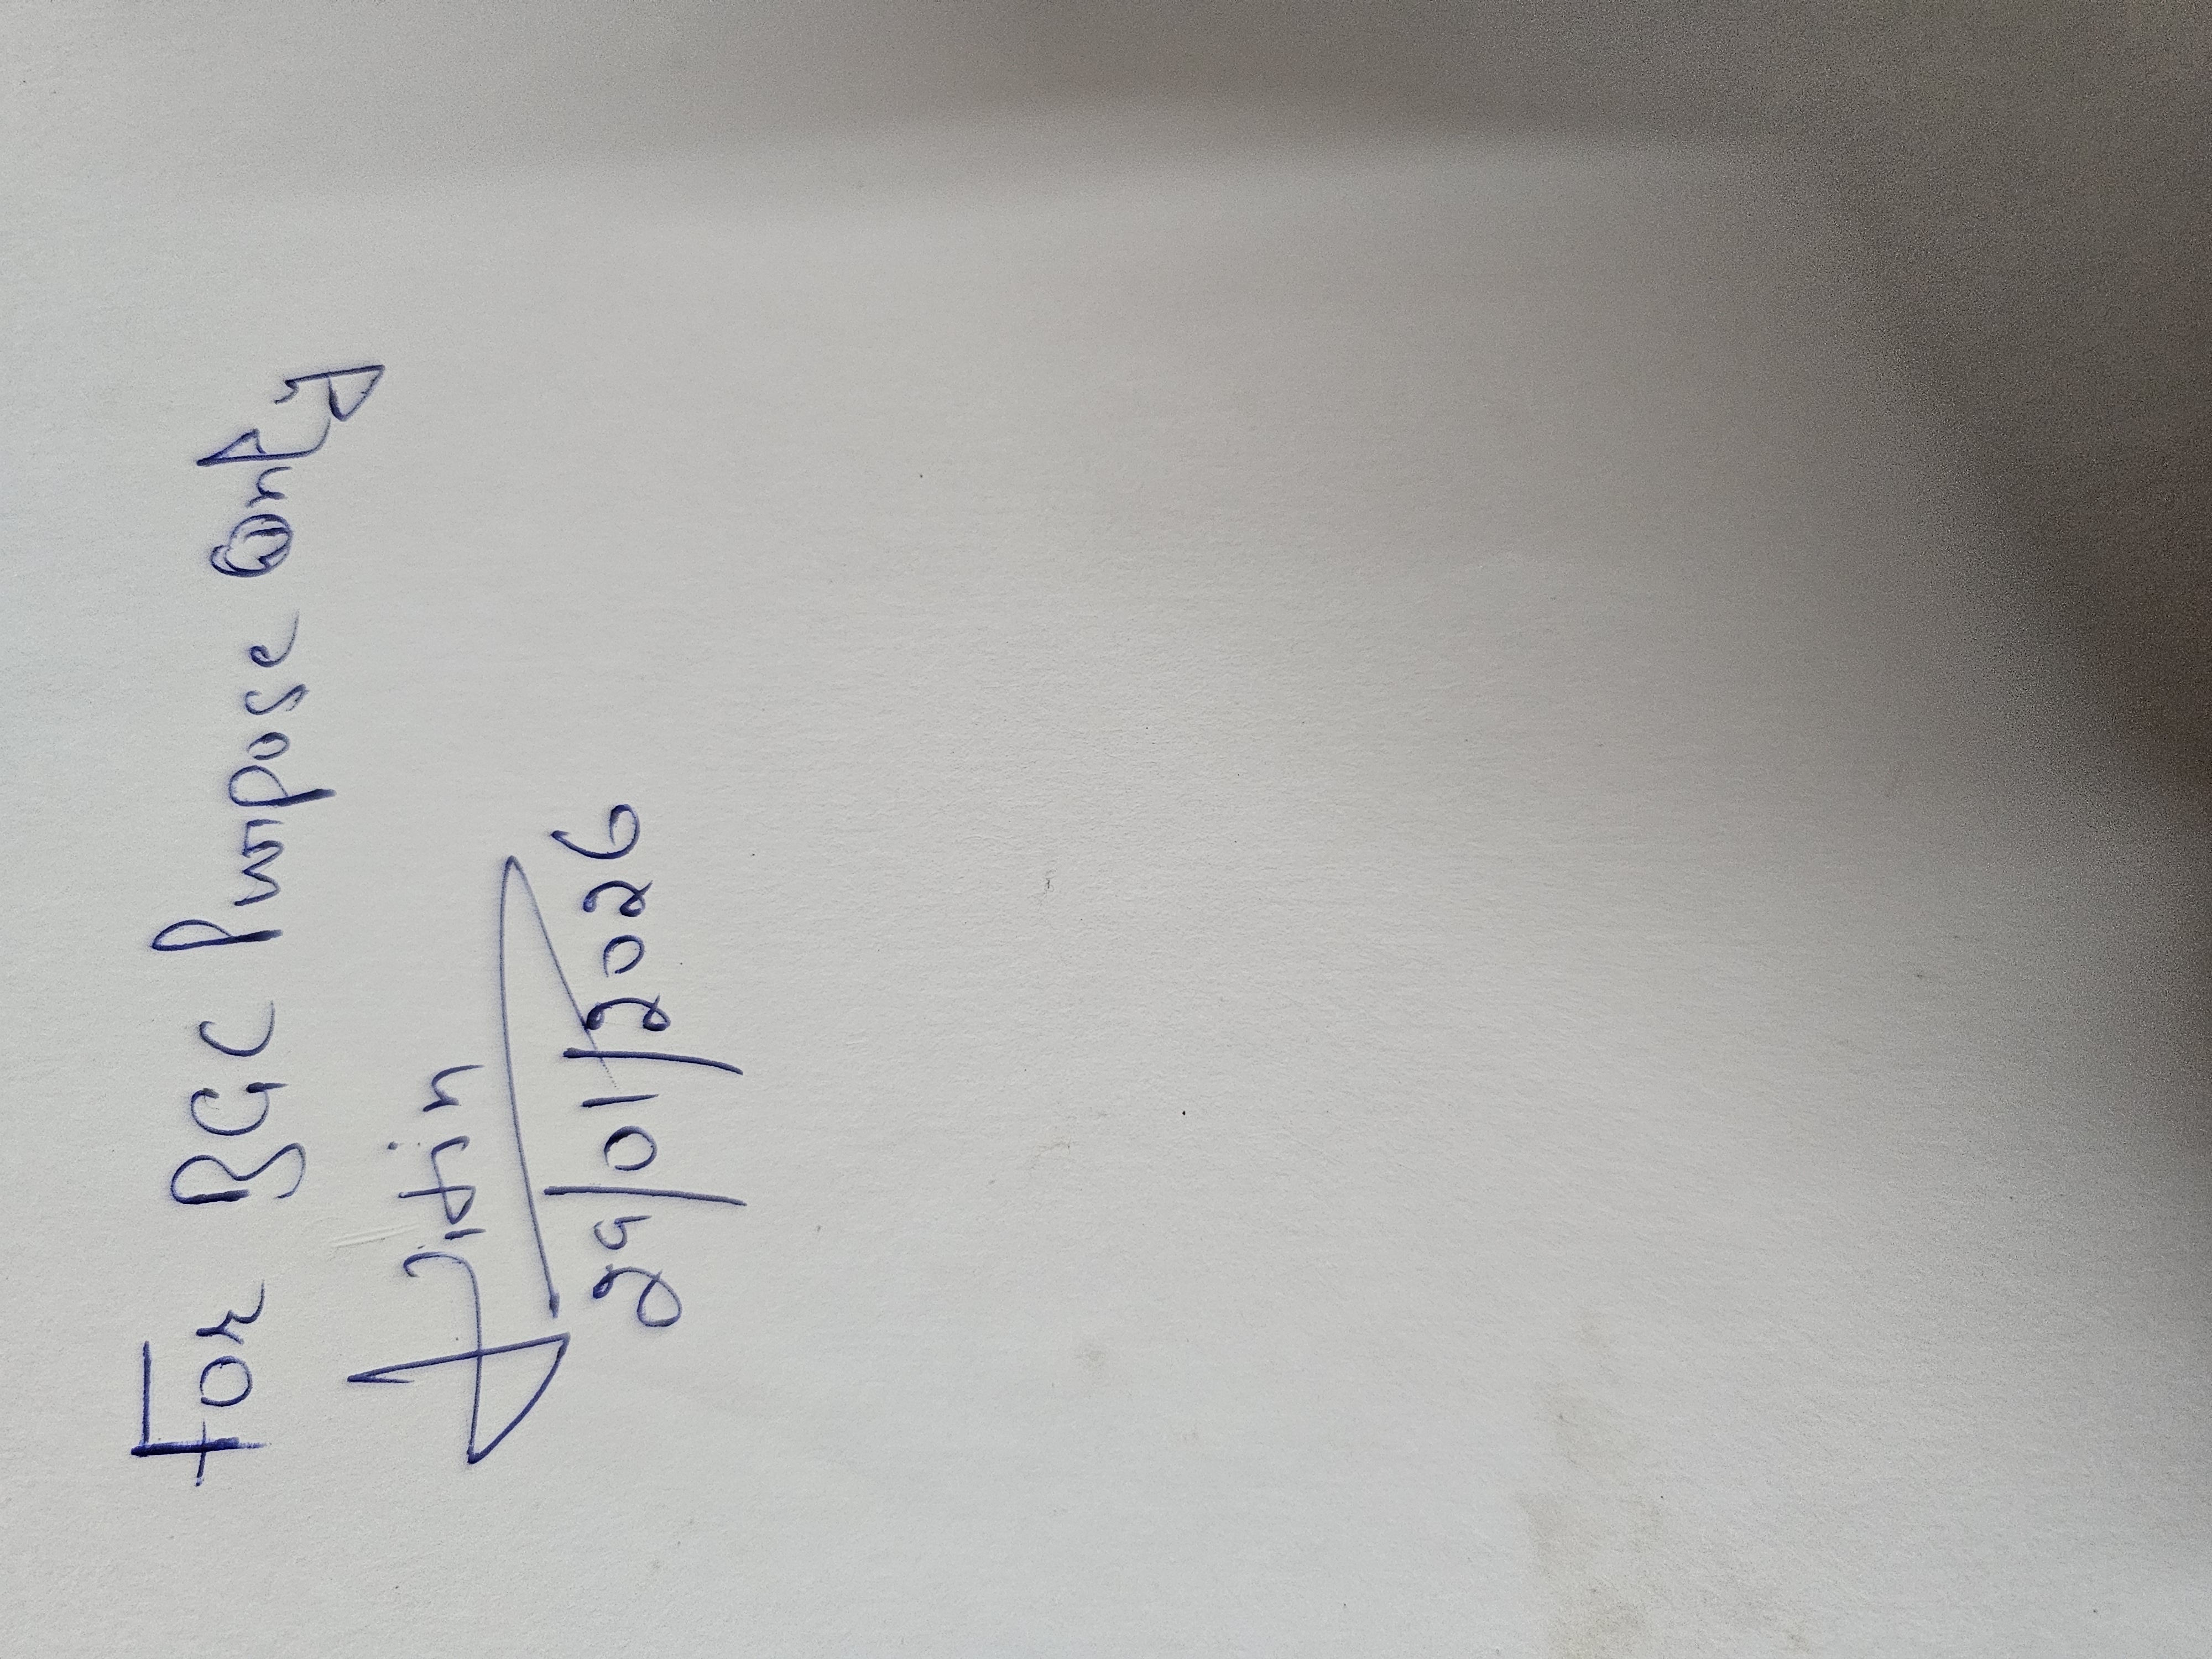 For BGC Purpose Only
Jitin
29/01/2026